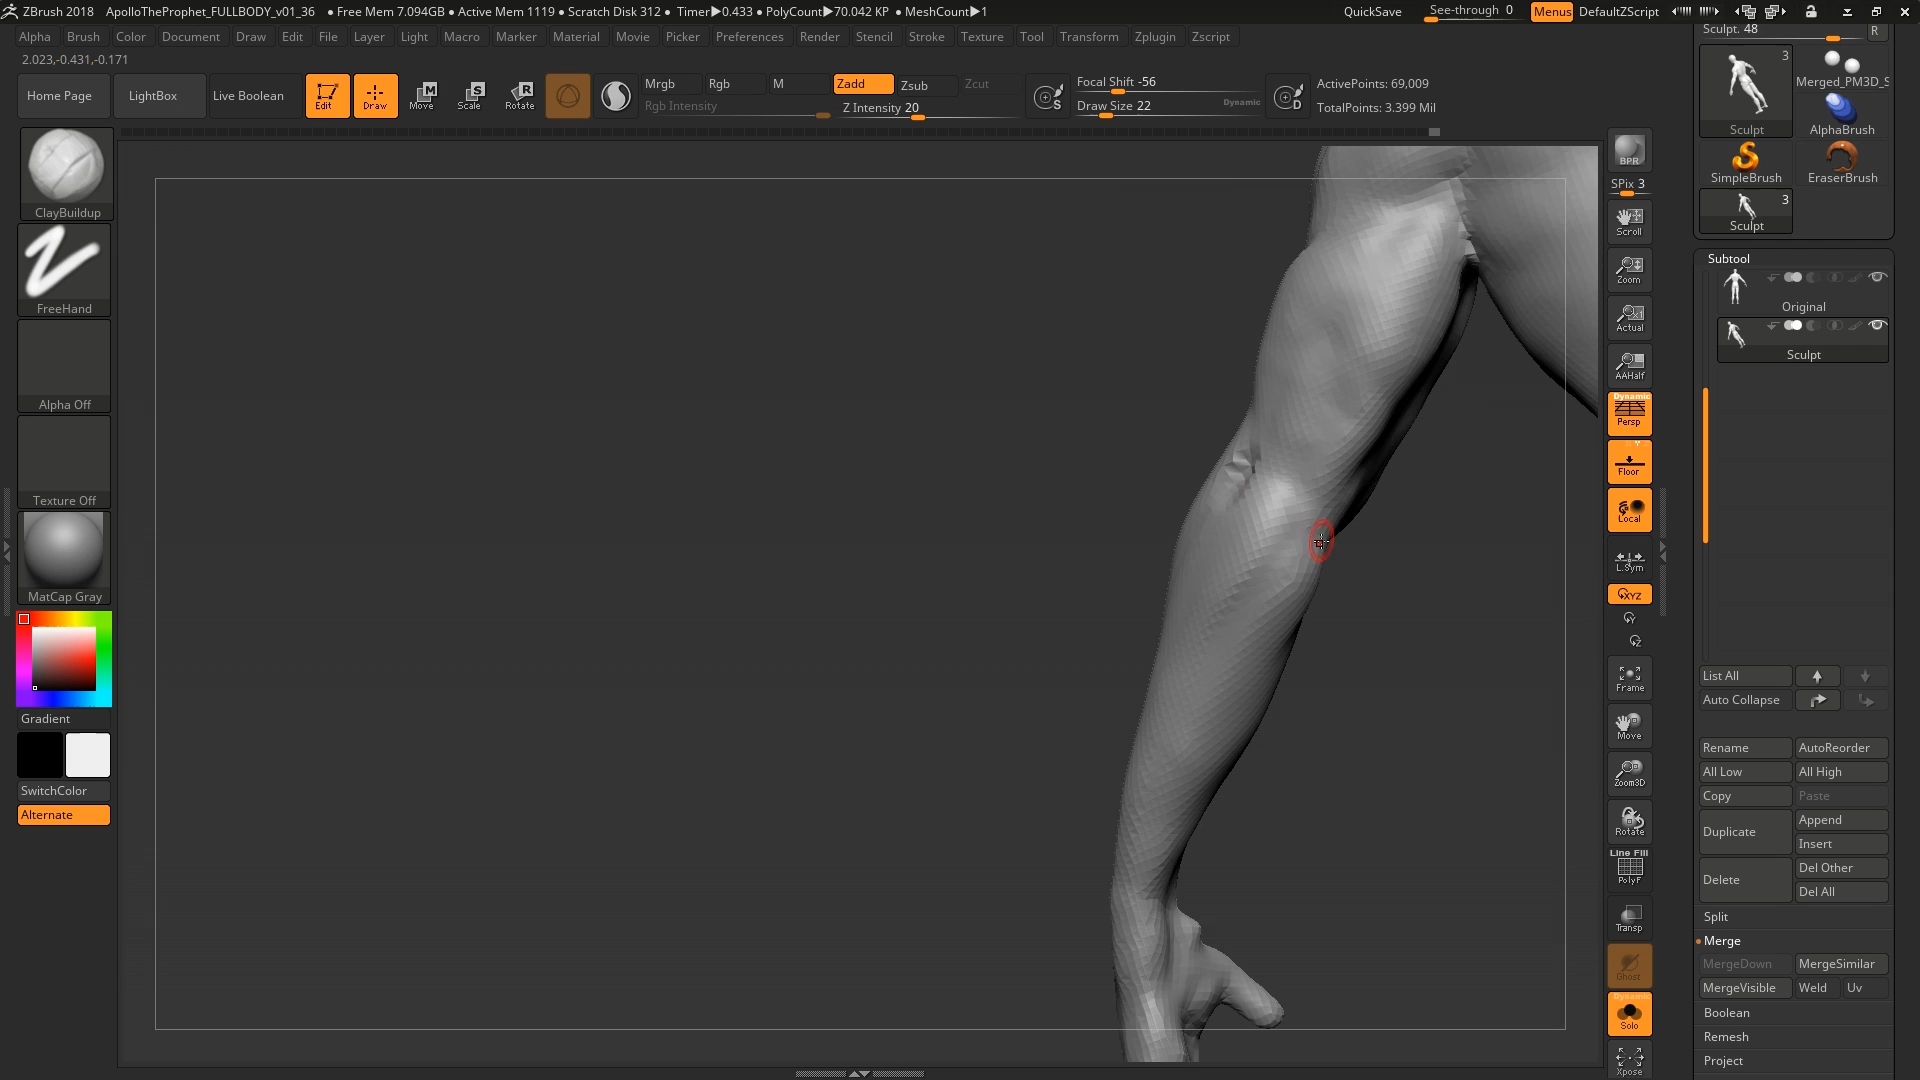 ZBrush 2018 ApolloTheProphet_FULLBODY_v01_36 ● Free Mem 7.094GB ● Active Mem 1119 ● Scratch Disk 312 ● Timer▶0.433 ● PolyCount▶70.042 KP ● MeshCount▶1 QuickSave See-through 0 Menus DefaultZScript
Alpha Brush Color Document Draw Edit File Layer Light Macro Marker Material Movie Picker Preferences Render Stencil Stroke Texture Tool Transform Zplugin Zscript
2.023,-0.431,-0.171
Home Page LightBox Live Boolean Edit Draw Move Scale Rotate
Mrgb Rgb M Zadd Zsub Zcut
Rgb Intensity Z Intensity 20
Focal Shift -56
Draw Size 22 Dynamic
ActivePoints: 69,009
TotalPoints: 3.399 Mil
ClayBuildup
FreeHand
Alpha Off
Texture Off
MatCap Gray
Gradient
SwitchColor
Alternate
BPR
SPix 3
Scroll
Zoom
Actual
AAHalf
Dynamic
Persp
Floor
Local
L.Sym
XYZ
Y
Z
Frame
Move
Zoom3D
Rotate
Line Fill
PolyF
Transp
Ghost
Dynamic
Solo
Xpose
Sculpt. 48 R
3
Sculpt
Merged_PM3D_S
AlphaBrush
SimpleBrush EraserBrush
3
Sculpt
Subtool
Original
Sculpt
List All
Auto Collapse
Rename AutoReorder
All Low All High
Copy Paste
Duplicate Append
Insert
Delete Del Other
Del All
Split
Merge
MergeDown MergeSimilar
MergeVisible Weld Uv
Boolean
Remesh
Project